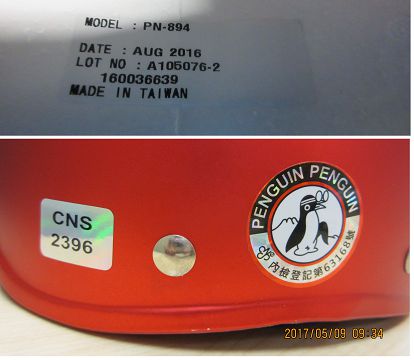 MODEL : PN-894
DATE : AUG 2016
LOT NO : A105076-2
160036639
MADE IN TAIWAN
CNS
2396
PENGUIN PENGUIN
內檢登記第63168號
2017/05/09 09:34